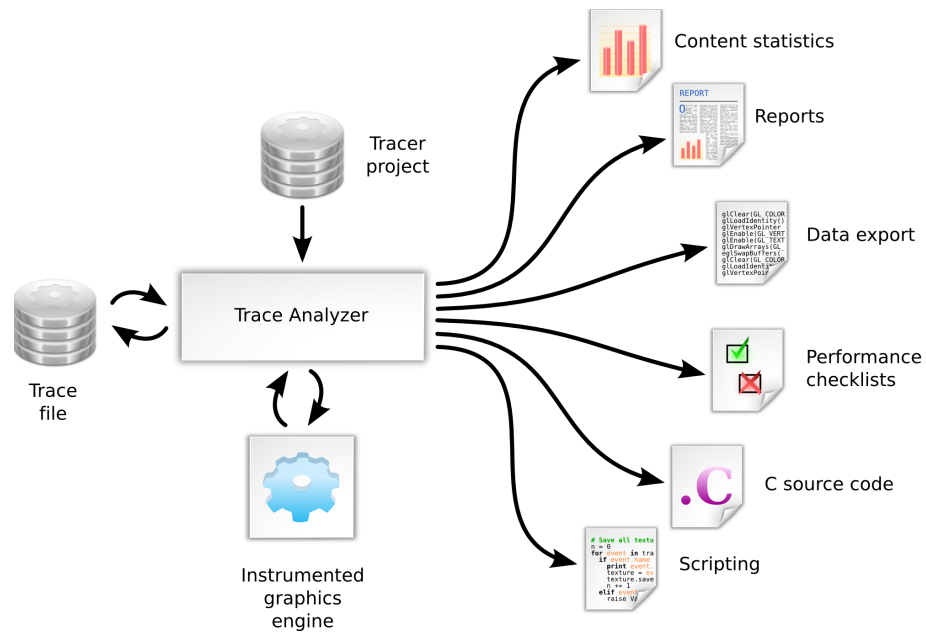 Content statistics
REPORT
Reports
Tracer
project
glClear(GL_COLOR
glLoadIdentity()
glVertexPointer
glEnable(GL_VERT
glEnable(GL_TEXT
glDrawArrays(GL_
eglSwapBuffers(
glClear(GL_COLOR
glLoadIdenti
glVertexPoin
Data export
Trace Analyzer
Trace
file
Performance
checklists
.C
C source code
Instrumented
graphics
engine
# Save all textu
n = 0
for event in tra
if event.name
print event.
texture = ev
texture.save
n += 1
elif event
raise Va
Scripting